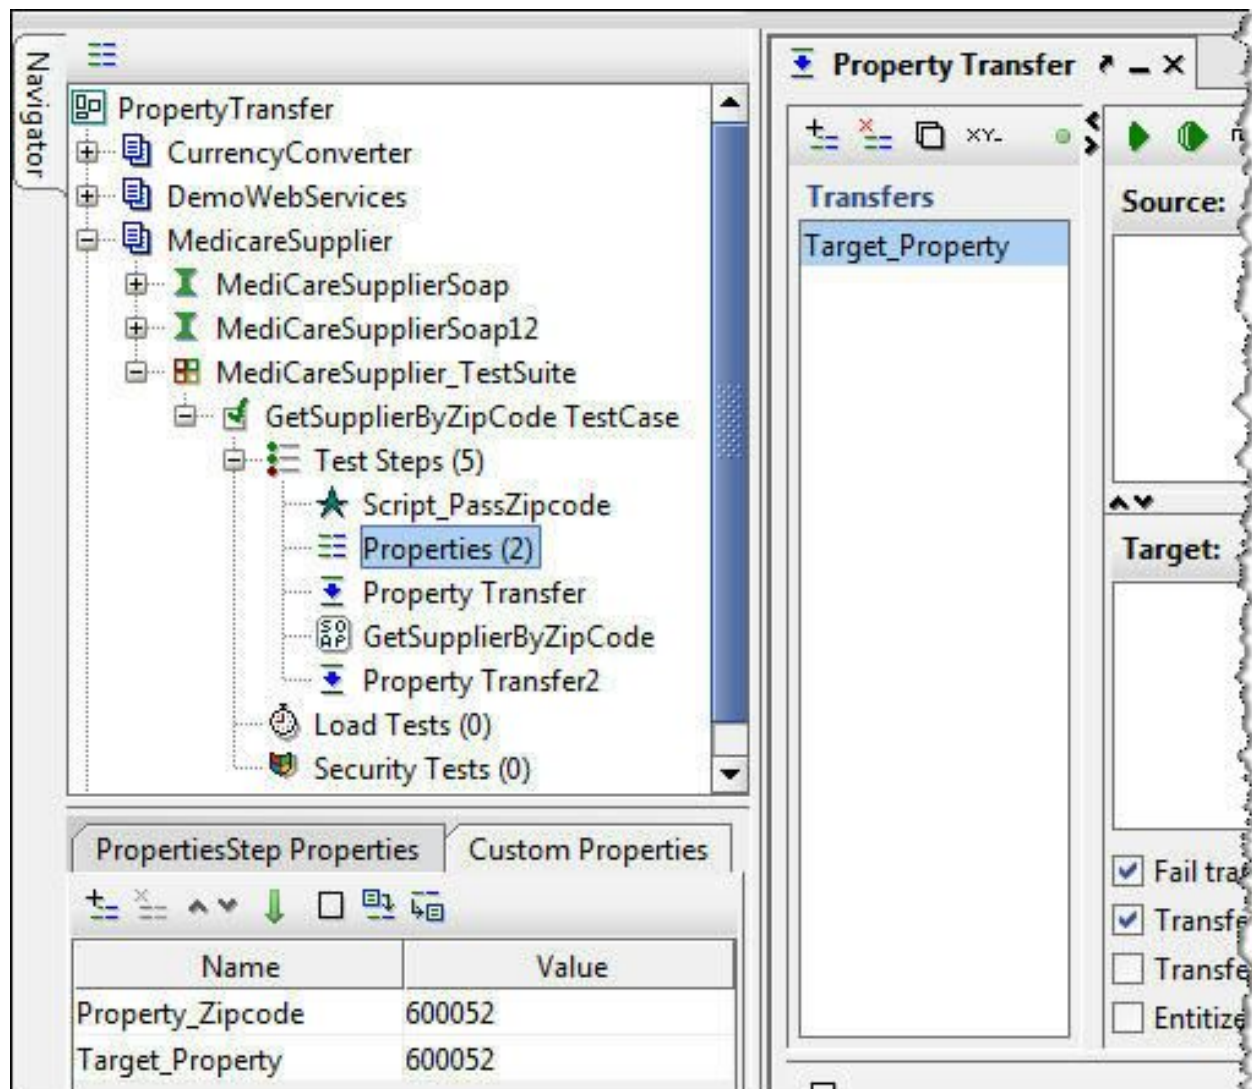 Navigator
PropertyTransfer
CurrencyConverter
DemoWebServices
MedicareSupplier
MediCareSupplierSoap
MediCareSupplierSoap12
MediCareSupplier_TestSuite
GetSupplierByZipCode TestCase
Test Steps (5)
Script_PassZipcode
Properties (2)
Property Transfer
SOAP
GetSupplierByZipCode
Property Transfer2
Load Tests (0)
Security Tests (0)
PropertiesStep Properties Custom Properties
Name Value
Property_Zipcode 600052
Target_Property 600052
Property Transfer
XY-
Transfers
Target_Property
Source:
Target:
Fail